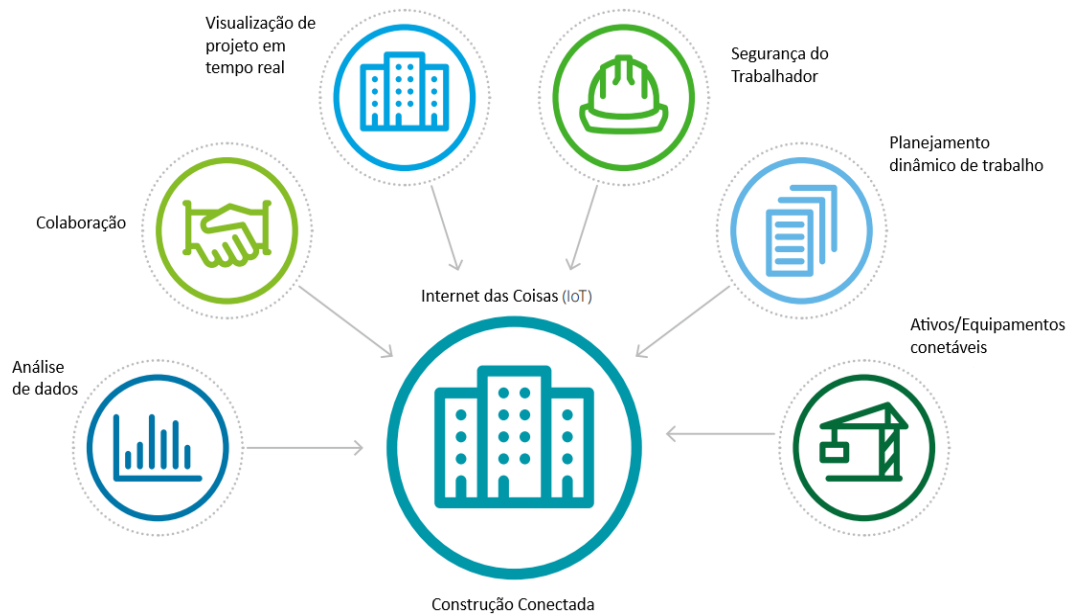 Visualização de
projeto em
tempo real
Segurança do
Trabalhador
Planejamento
dinâmico de trabalho
Colaboração
Internet das Coisas (IoT)
Ativos/Equipamentos
conetáveis
Análise
de dados
Construção Conectada